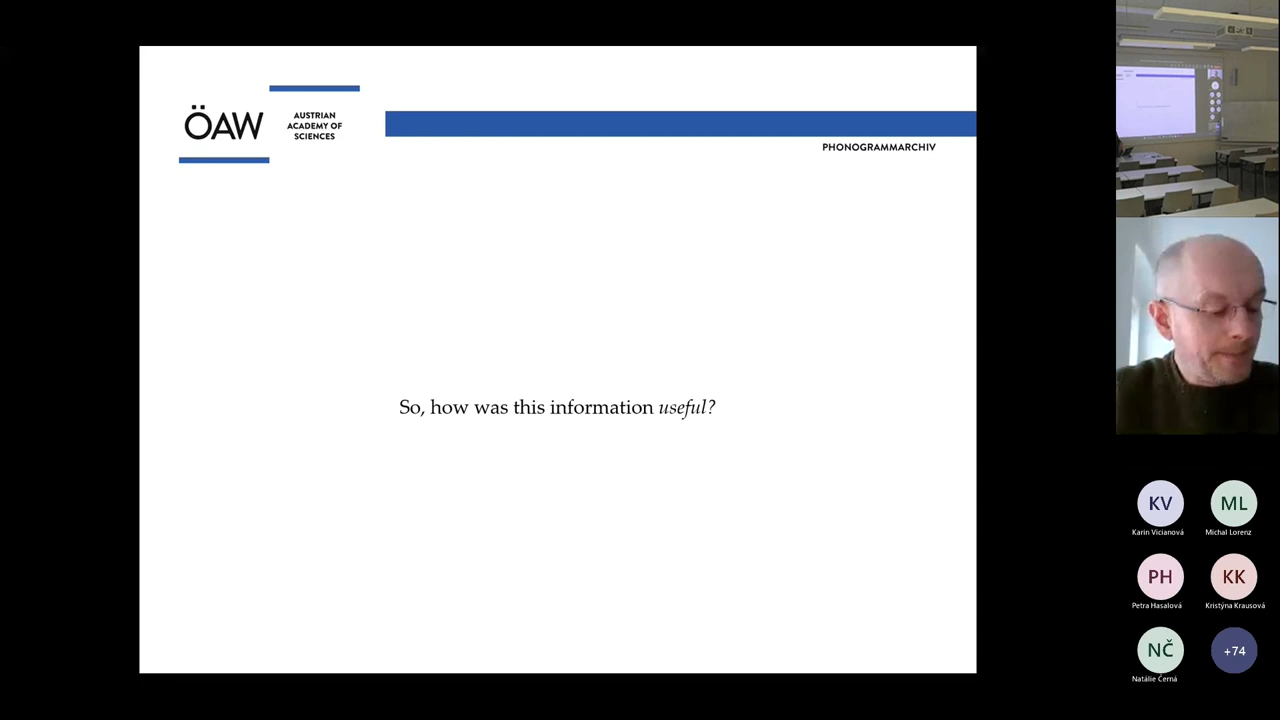 ÖAW
AUSTRIAN
ACADEMY OF
SCIENCES
PHONOGRAMMARCHIV
So, how was this information useful?
KV
Karin Vicianová
ML
Michal Lorenz
PH
Petra Hasalová
KK
Kristýna Krausová
NČ
Natálie Černá
+74